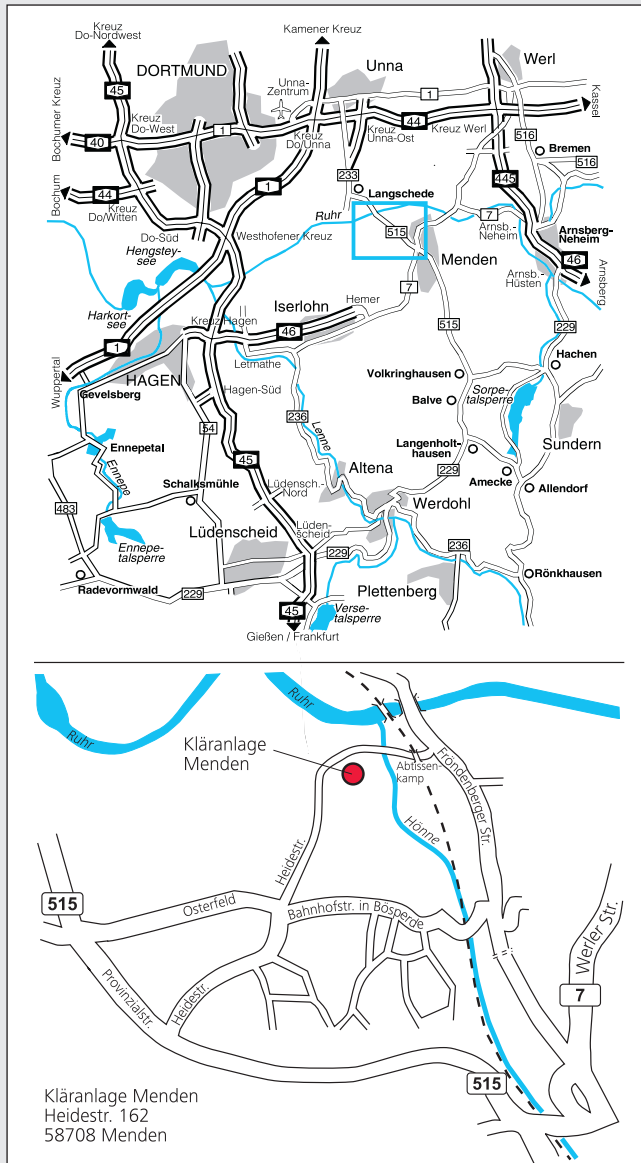 Kreuz
Do-Nordwest
Kamener Kreuz
DORTMUND
Unna-
Zentrum
Unna
Werl
45
1
Kassel
Bochumer Kreuz
Kreuz
Do-West
1
44
40
Kreuz
Do/Unna
Kreuz
Unna-Ost
Kreuz Werl
516
Bremen
516
Bochum
44
Kreuz
Do/Witten
1
233
Langschede
445
Ruhr
515
7
Arnsb.-
Neheim
Arnsberg-
Neheim
Do-Süd
Westhofener Kreuz
Hengstey-
see
Menden
46
Arnsb.-
Hüsten
Arnsberg
Harkort-
see
Iserlohn
Hemer
7
Kreuz Hagen
46
515
229
1
Letmathe
Wuppertal
HAGEN
Hagen-Süd
Hachen
Gevelsberg
Volkringhausen
Sorpe-
talsperre
Balve
236
Lenne
54
Ennepetal
Ennepe
45
Langenholt-
hausen
Sundern
Altena
229
Amecke
Allendorf
Schalksmühle
Lüdensch.-
Nord
Werdohl
483
Lüdenscheid
Lüden-
scheid
Ennepe-
talsperre
229
236
Rönkhausen
Radevormwald
229
Plettenberg
45
Verse-
talsperre
Gießen / Frankfurt
Ruhr
Ruhr
Kläranlage
Menden
Abtissen-
kamp
Fröndenberger Str.
Heidestr.
Hönne
515
Osterfeld
Bahnhofstr. in Bösperde
Werler Str.
7
Provinzialstr.
Heidestr.
515
Kläranlage Menden
Heidestr. 162
58708 Menden